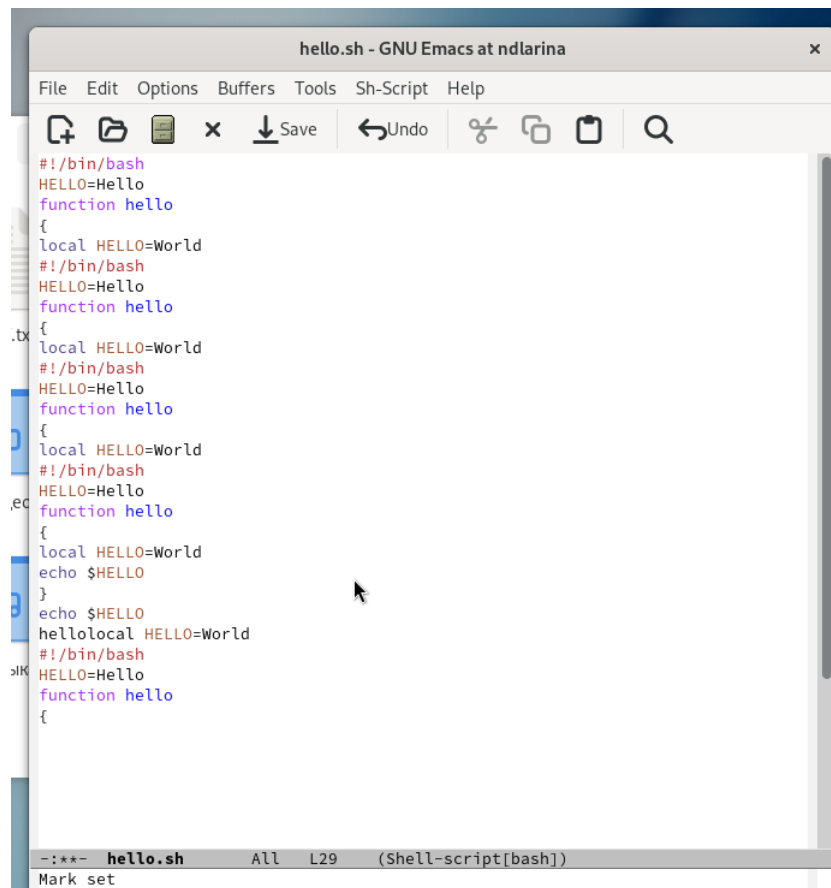 hello.sh - GNU Emacs at ndlarina
File Edit Options Buffers Tools Sh-Script Help
Save Undo
#!/bin/bash
HELLO=Hello
function hello
{
local HELLO=World
#!/bin/bash
HELLO=Hello
function hello
{
.tx
local HELLO=World
#!/bin/bash
HELLO=Hello
function hello
{
local HELLO=World
#!/bin/bash
HELLO=Hello
function hello
{
local HELLO=World
echo $HELLO
}
echo $HELLO
hellolocal HELLO=World
#!/bin/bash
HELLO=Hello
function hello
{
-:**- hello.sh All L29 (Shell-script[bash])
Mark set